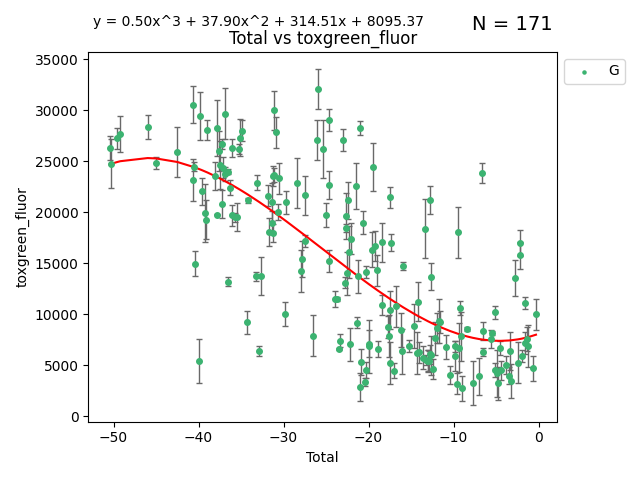 y = 0.50x^3 + 37.90x^2 + 314.51x + 8095.37
N = 171
Total vs toxgreen_fluor
G
35000
30000
25000
20000
15000
10000
5000
0
toxgreen_fluor
−50
−40
−30
−20
−10
0
Total